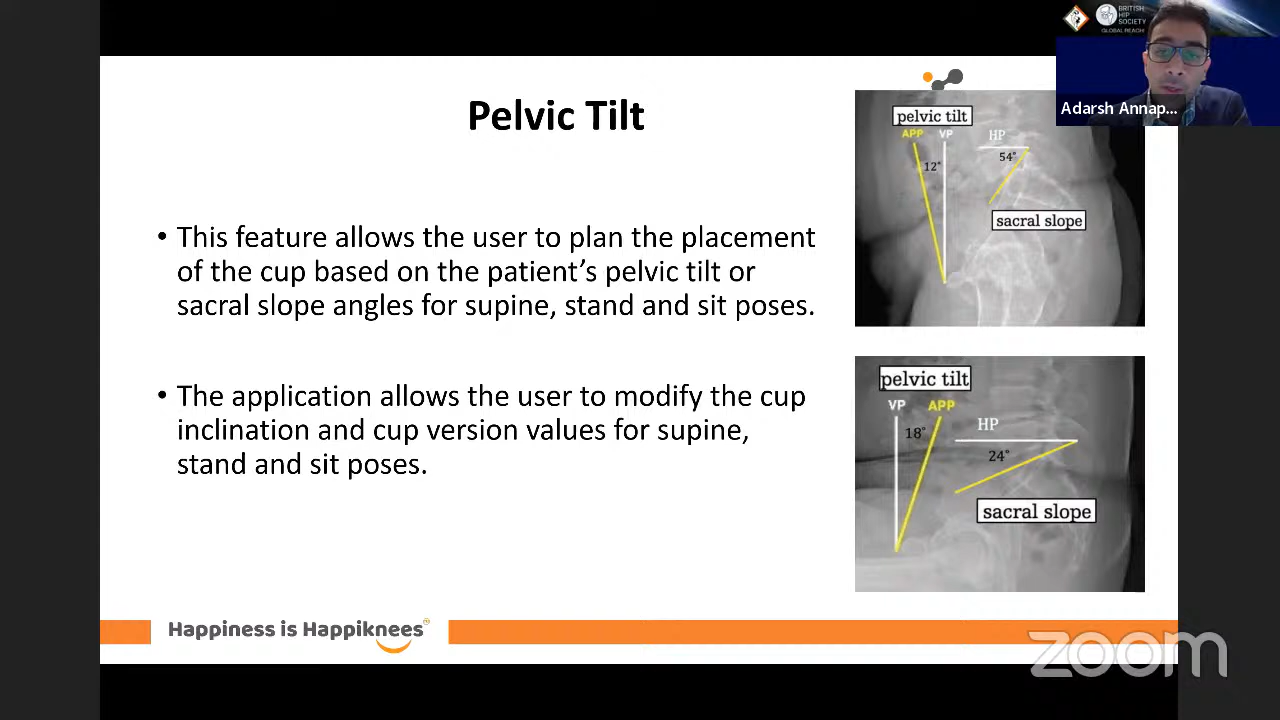 Pelvic Tilt
• This feature allows the user to plan the placement
of the cup based on the patient’s pelvic tilt or
sacral slope angles for supine, stand and sit poses.
• The application allows the user to modify the cup
inclination and cup version values for supine,
stand and sit poses.
pelvic tilt
APP VP HP
12° 54°
sacral slope
pelvic tilt
VP APP
HP
18°
24°
sacral slope
BRITISH
HIP
SOCIETY
GLOBAL REACH
Adarsh Annap...
Happiness is Happiknees
zoom